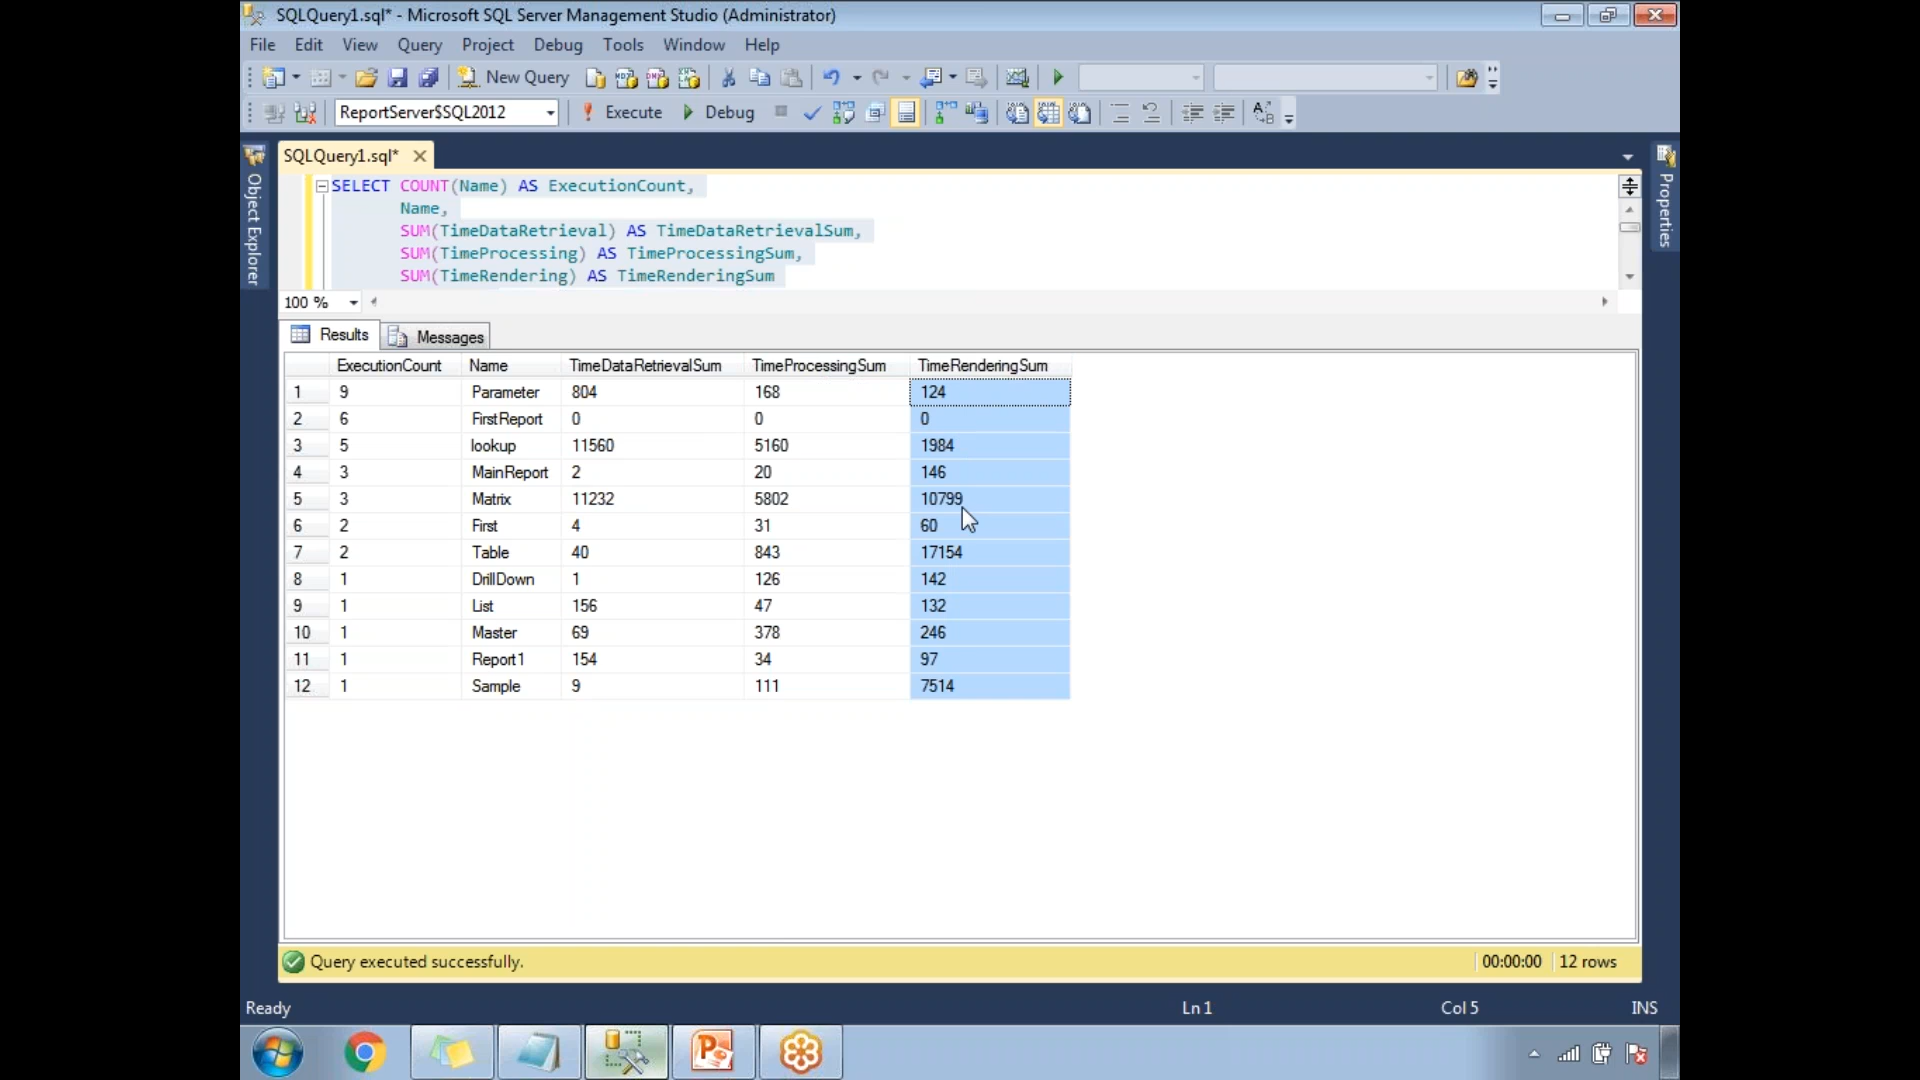 SQLQuery1.sql* - Microsoft SQL Server Management Studio (Administrator)
File Edit View Query Project Debug Tools Window Help
New Query
ReportServer$SQL2012 Execute Debug
SQLQuery1.sql*
Object Explorer
Properties
SELECT COUNT(Name) AS ExecutionCount,
Name,
SUM(TimeDataRetrieval) AS TimeDataRetrievalSum,
SUM(TimeProcessing) AS TimeProcessingSum,
SUM(TimeRendering) AS TimeRenderingSum
100 %
Results Messages
ExecutionCount Name TimeDataRetrievalSum TimeProcessingSum TimeRenderingSum
1 9 Parameter 804 168 124
2 6 FirstReport 0 0 0
3 5 lookup 11560 5160 1984
4 3 MainReport 2 20 146
5 3 Matrix 11232 5802 10799
6 2 First 4 31 60
7 2 Table 40 843 17154
8 1 DrillDown 1 126 142
9 1 List 156 47 132
10 1 Master 69 378 246
11 1 Report1 154 34 97
12 1 Sample 9 111 7514
Query executed successfully. 00:00:00 12 rows
Ready Ln 1 Col 5 INS